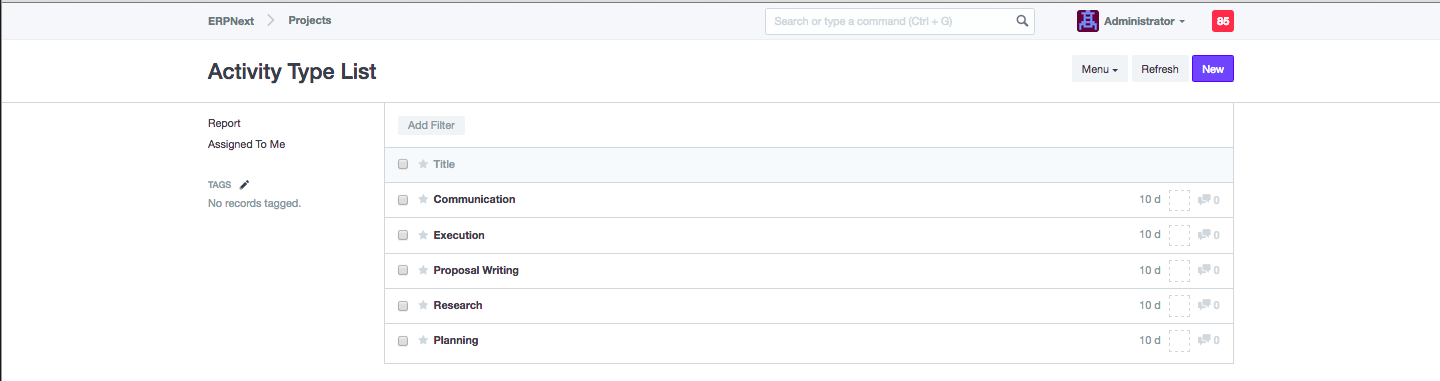 ERPNext Projects Search or type a command (Ctrl + G) Administrator 85
Activity Type List Menu Refresh New
Report
Assigned To Me
TAGS
No records tagged.
Add Filter
Title
Communication 10 d 0
Execution 10 d 0
Proposal Writing 10 d 0
Research 10 d 0
Planning 10 d 0